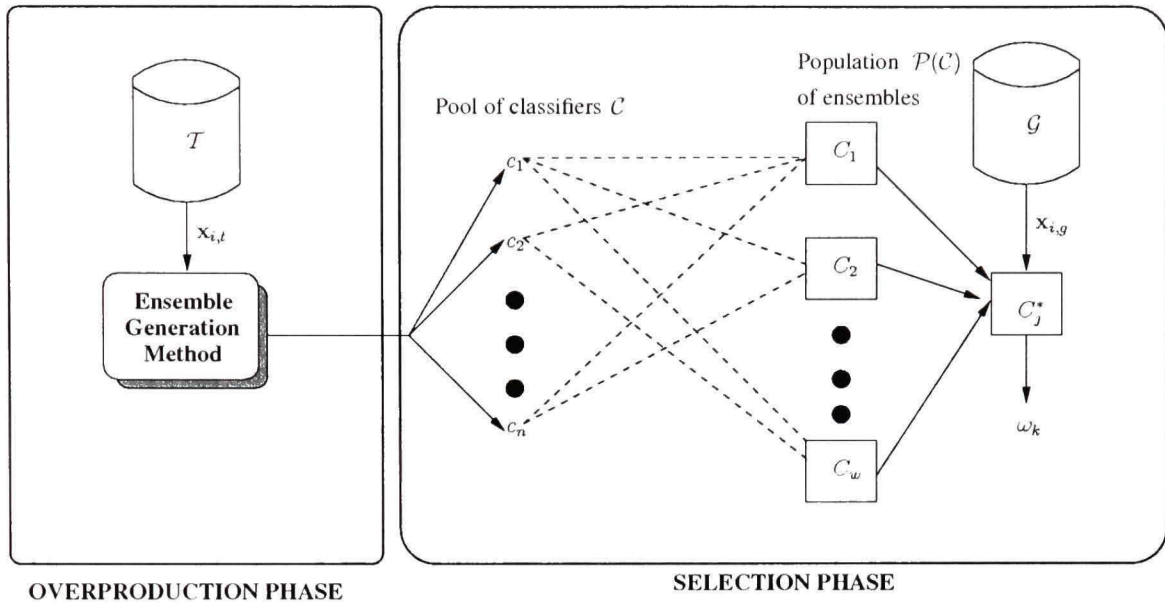 𝒯
x_{i,t}
Ensemble
Generation
Method
OVERPRODUCTION PHASE
Pool of classifiers 𝒞
c_1
c_2
c_n
Population 𝒫(𝒞)
of ensembles
C_1
C_2
C_w
𝒢
x_{i,g}
C_j^*
ω_k
SELECTION PHASE